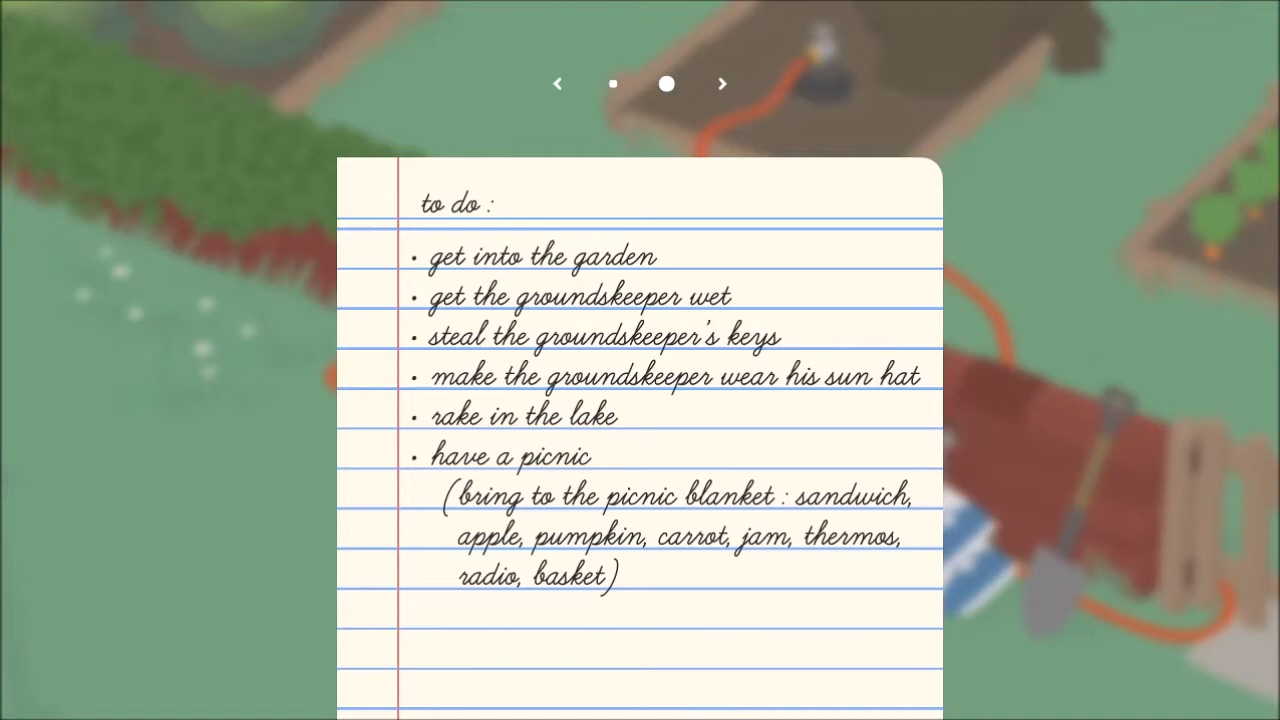 to do :
• get into the garden
• get the groundskeeper wet
• steal the groundskeeper's keys
• make the groundskeeper wear his sun hat
• rake in the lake
• have a picnic
(bring to the picnic blanket : sandwich,
apple, pumpkin, carrot, jam, thermos,
radio, basket)